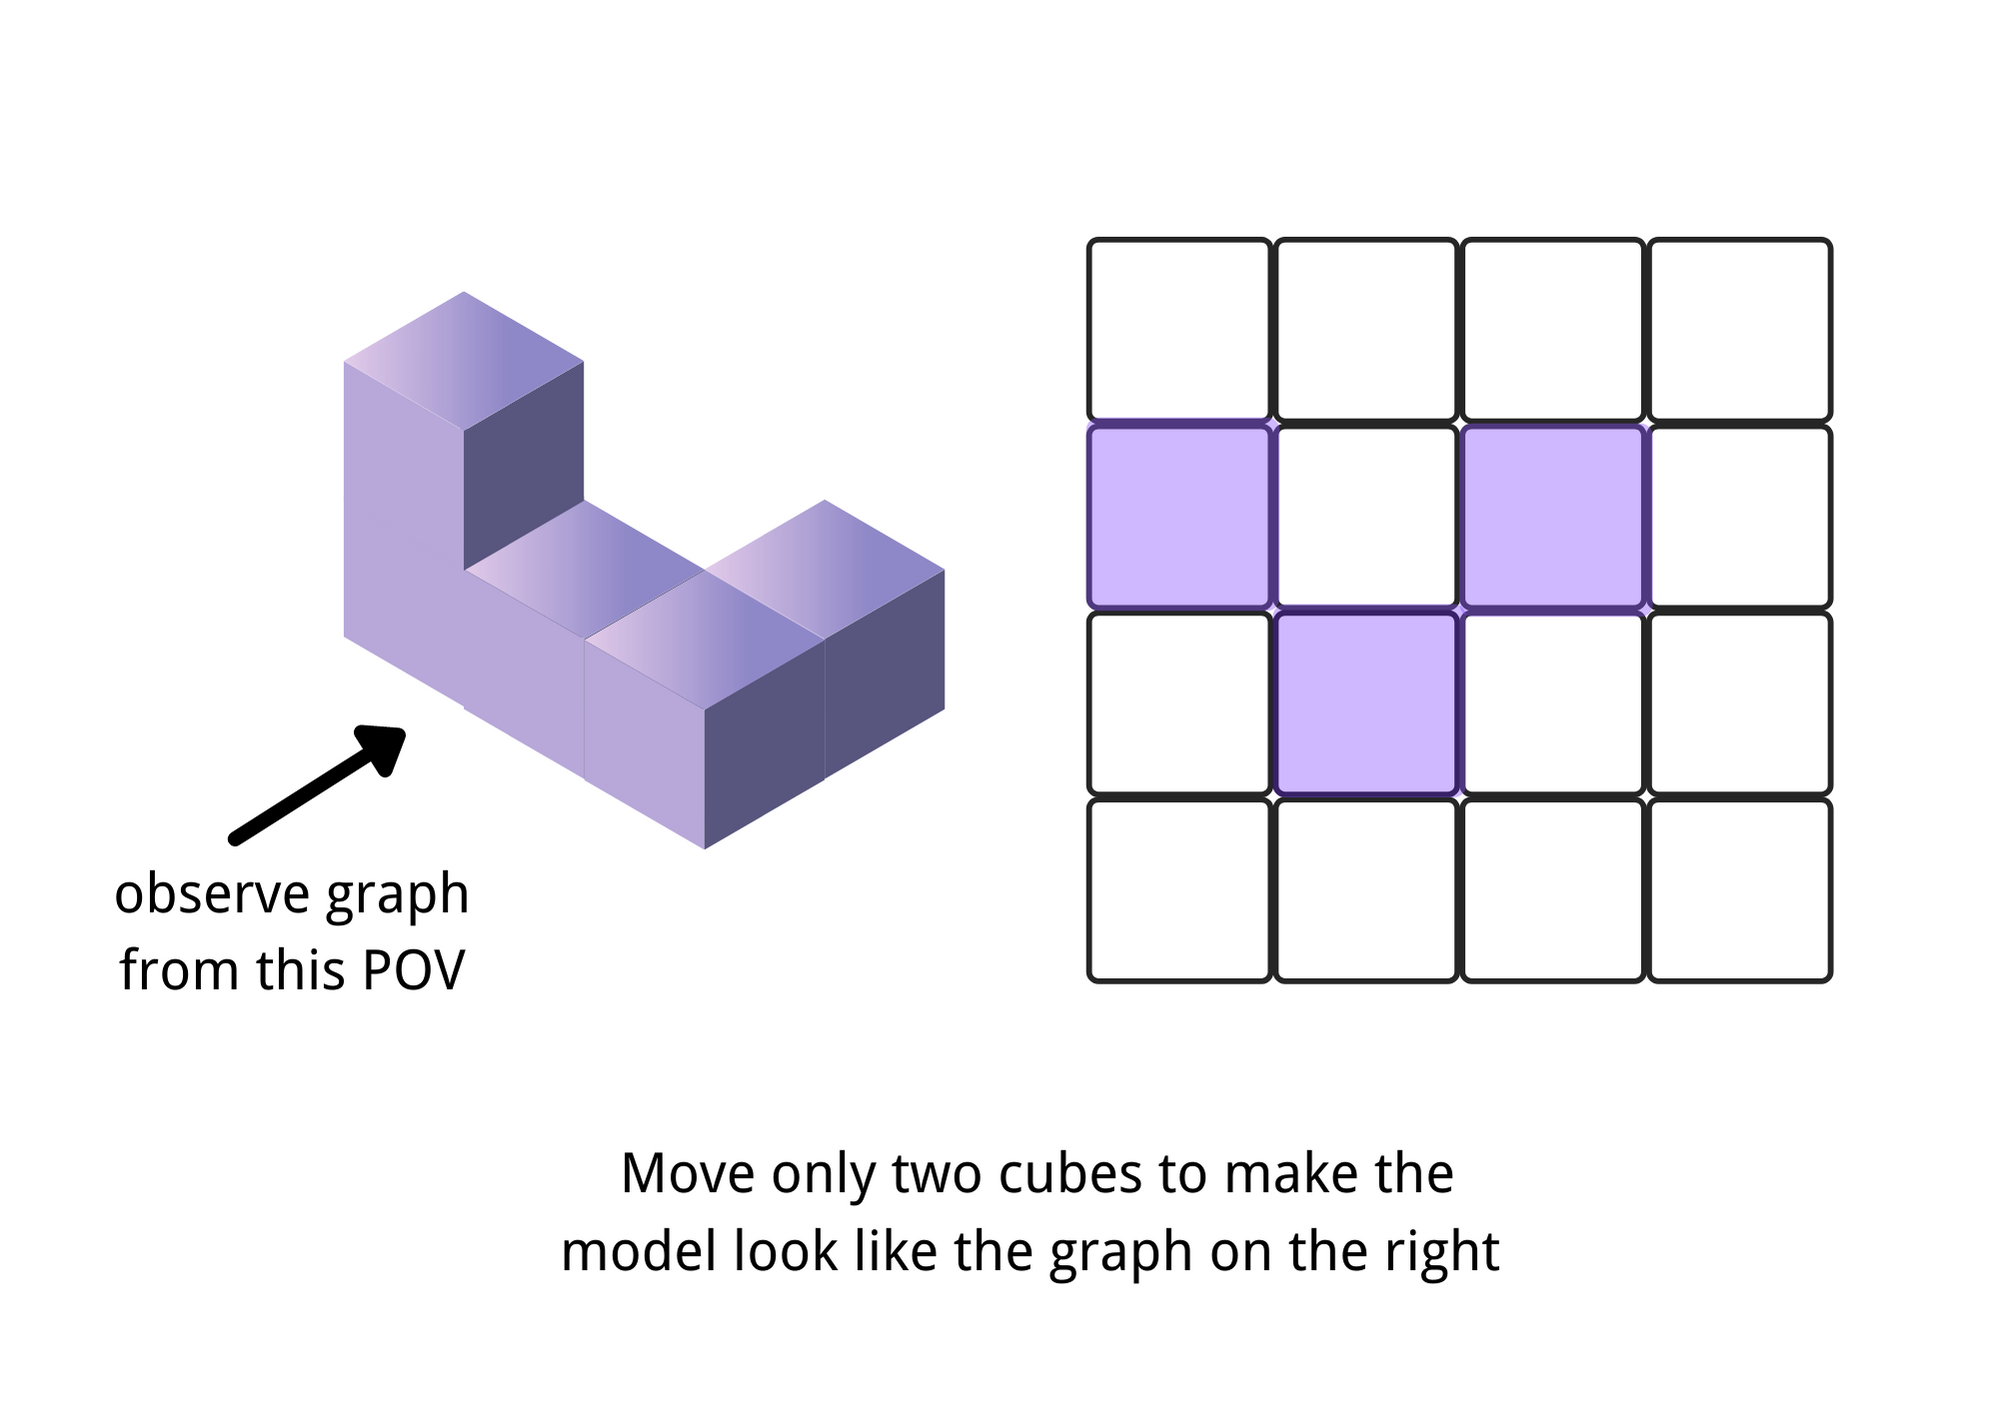 observe graph
from this POV
Move only two cubes to make the
model look like the graph on the right